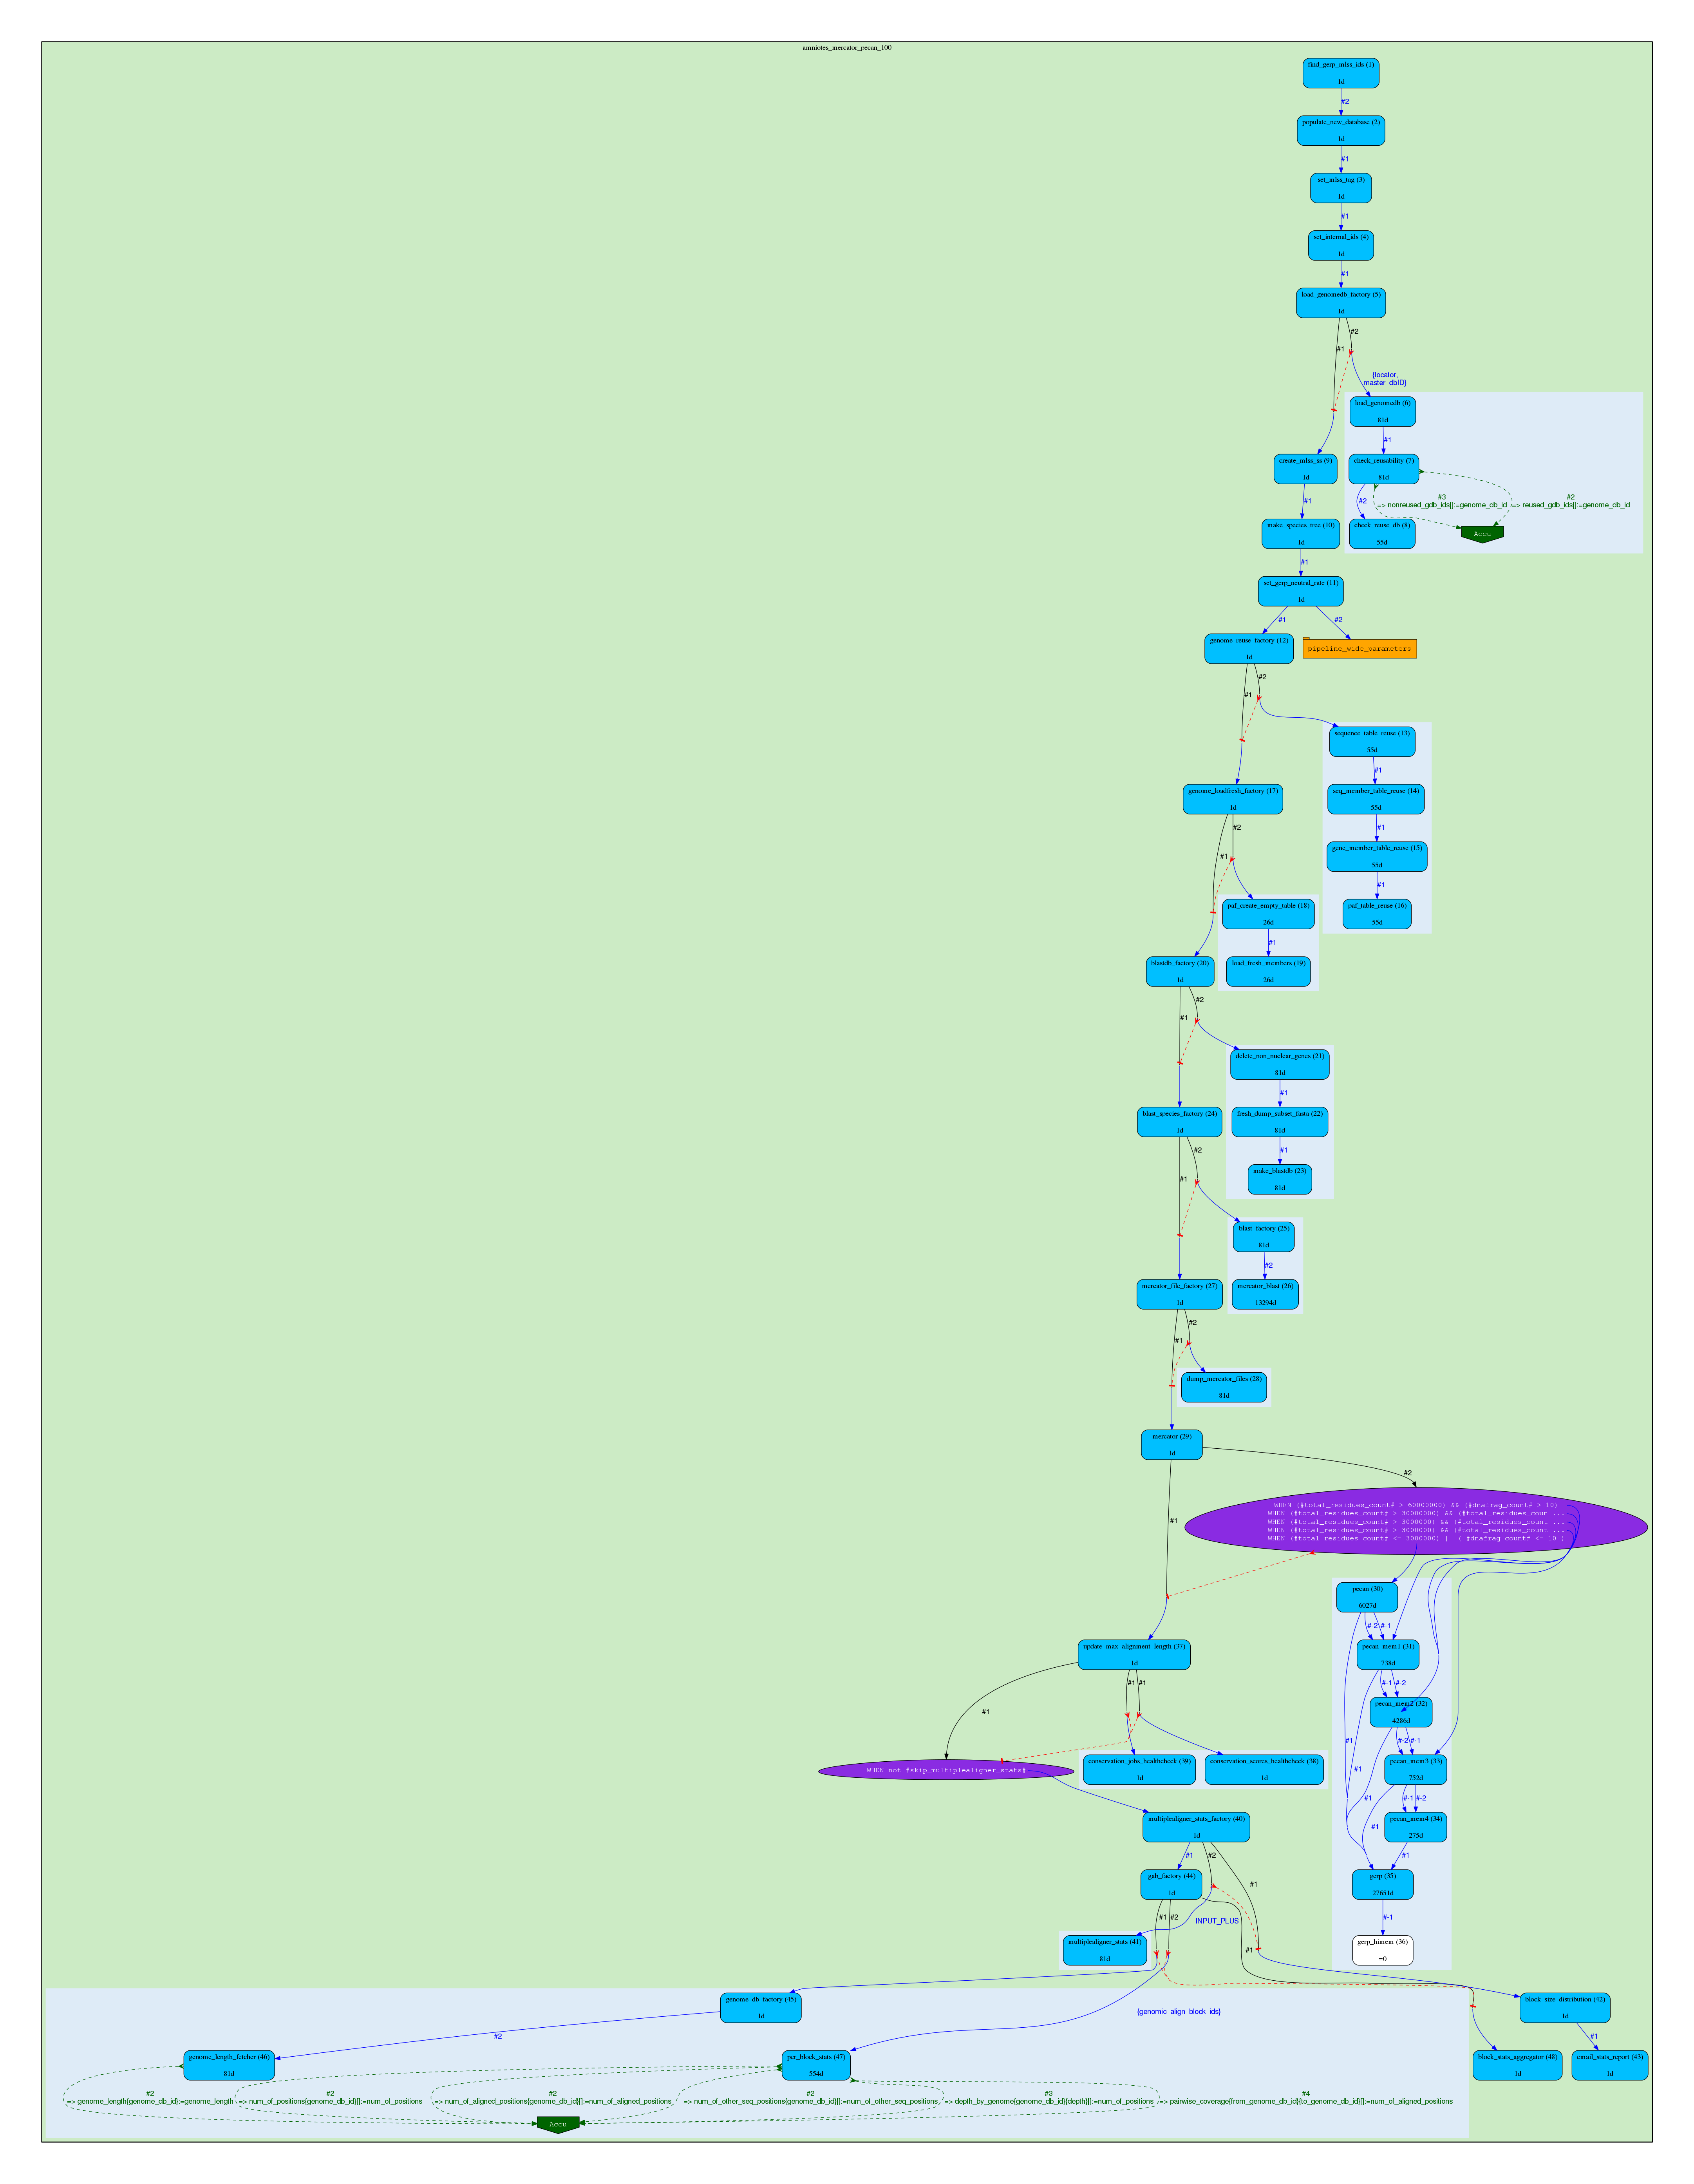 amniotes_mercator_pecan_100
find_gerp_mlss_ids (1)
1d
#2
populate_new_database (2)
1d
#1
set_mlss_tag (3)
1d
#1
set_internal_ids (4)
1d
#1
load_genomedb_factory (5)
1d
#2
#1
{locator,
master_dbID}
load_genomedb (6)
81d
#1
create_mlss_ss (9)
1d
check_reusability (7)
81d
#1
#2
#3
=> nonreused_gdb_ids[]:=genome_db_id
#2
=> reused_gdb_ids[]:=genome_db_id
make_species_tree (10)
1d
check_reuse_db (8)
55d
Accu
#1
set_gerp_neutral_rate (11)
1d
#1
#2
genome_reuse_factory (12)
1d
pipeline_wide_parameters
#2
#1
sequence_table_reuse (13)
55d
#1
genome_loadfresh_factory (17)
1d
seq_member_table_reuse (14)
55d
#2
#1
#1
gene_member_table_reuse (15)
55d
#1
paf_create_empty_table (18)
26d
paf_table_reuse (16)
55d
#1
blastdb_factory (20)
1d
load_fresh_members (19)
26d
#2
#1
delete_non_nuclear_genes (21)
81d
#1
blast_species_factory (24)
1d
fresh_dump_subset_fasta (22)
81d
#2
#1
#1
make_blastdb (23)
81d
blast_factory (25)
81d
#2
mercator_file_factory (27)
1d
mercator_blast (26)
13294d
#2
#1
dump_mercator_files (28)
81d
mercator (29)
1d
#2
#1
WHEN (#total_residues_count# > 60000000) && (#dnafrag_count# > 10)
WHEN (#total_residues_count# > 30000000) && (#total_residues_coun ...
WHEN (#total_residues_count# > 3000000) && (#total_residues_count ...
WHEN (#total_residues_count# > 3000000) && (#total_residues_count ...
WHEN (#total_residues_count# <= 3000000) || ( #dnafrag_count# <= 10 )
pecan (30)
6027d
#-2
#-1
update_max_alignment_length (37)
1d
pecan_mem1 (31)
738d
#1
#1
#-1
#-2
#1
pecan_mem2 (32)
4286d
#1
#-2
#-1
conservation_jobs_healthcheck (39)
1d
conservation_scores_healthcheck (38)
1d
WHEN not #skip_multiplealigner_stats#
pecan_mem3 (33)
752d
#1
#1
#-1
#-2
multiplealigner_stats_factory (40)
1d
pecan_mem4 (34)
275d
#1
#1
#2
#1
gab_factory (44)
1d
#1
gerp (35)
27651d
#1
#2
INPUT_PLUS
#-1
multiplealigner_stats (41)
81d
#1
gerp_himem (36)
=0
genome_db_factory (45)
1d
{genomic_align_block_ids}
block_size_distribution (42)
1d
#2
#1
genome_length_fetcher (46)
81d
per_block_stats (47)
554d
block_stats_aggregator (48)
1d
email_stats_report (43)
1d
#2
=> genome_length{genome_db_id}:=genome_length
#2
=> num_of_positions{genome_db_id}[]:=num_of_positions
#2
=> num_of_aligned_positions{genome_db_id}[]:=num_of_aligned_positions
#2
=> num_of_other_seq_positions{genome_db_id}[]:=num_of_other_seq_positions
#3
=> depth_by_genome{genome_db_id}{depth}[]:=num_of_positions
#4
=> pairwise_coverage{from_genome_db_id}{to_genome_db_id}[]:=num_of_aligned_positions
Accu